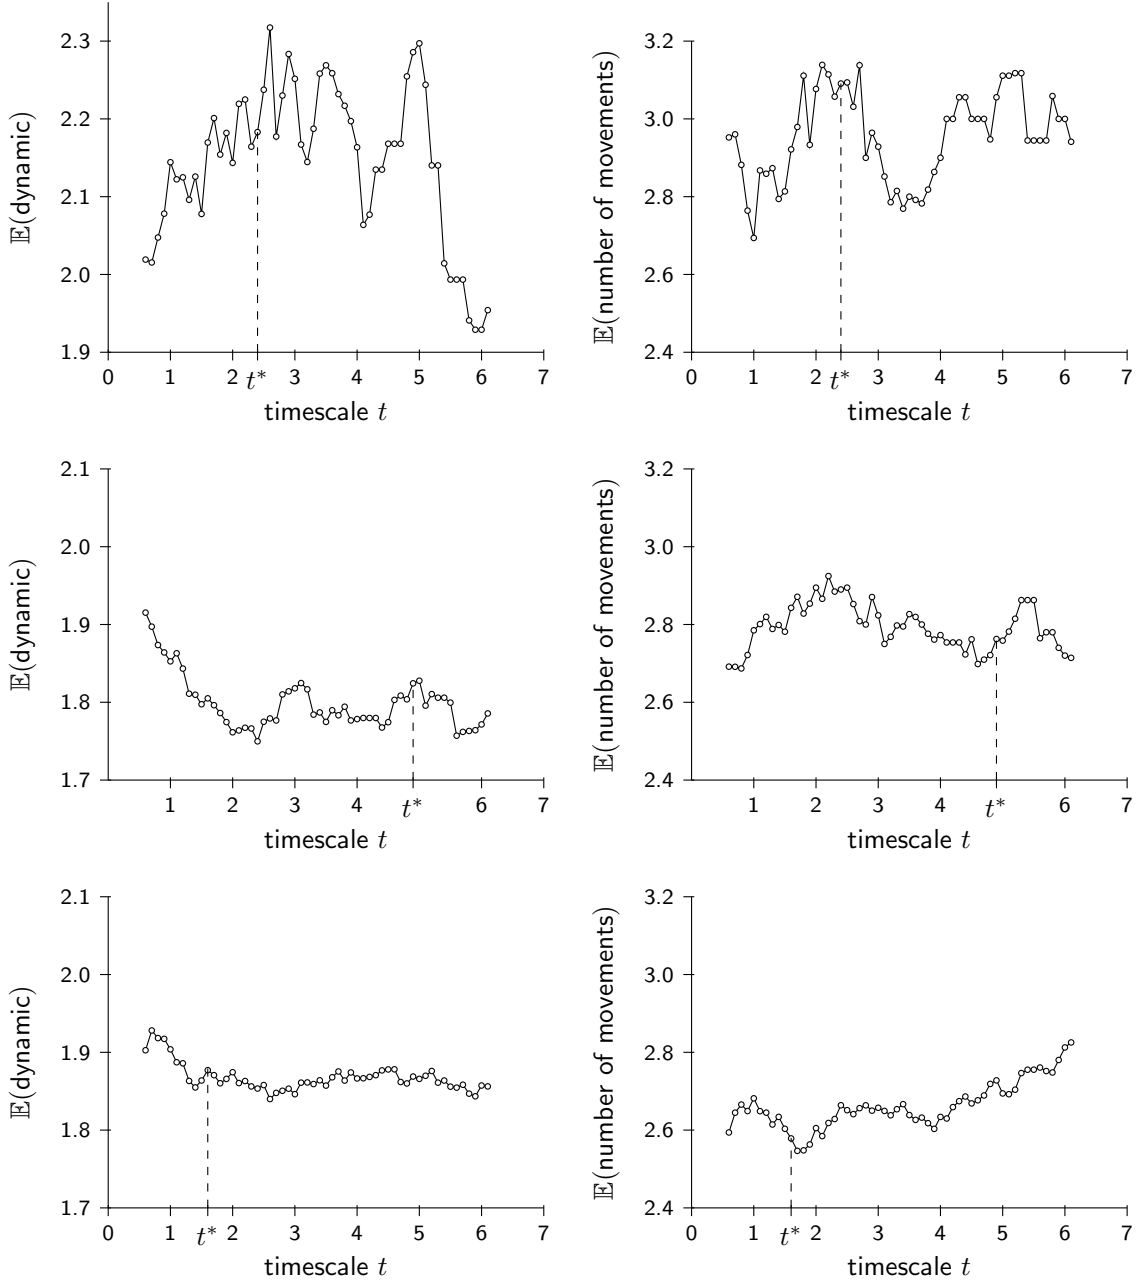 2.3
2.2
2.1
2.0
1.9
𝔼(dynamic)
0 1 2 t* 3 4 5 6 7
timescale t
3.2
3.0
2.8
2.6
2.4
𝔼(number of movements)
0 1 t* 2 3 4 5 6 7
timescale t
2.1
2.0
1.9
1.8
1.7
𝔼(dynamic)
1 2 3 4 t* 5 6 7
timescale t
3.2
3.0
2.8
2.6
2.4
𝔼(number of movements)
1 2 3 4 t* 5 6 7
timescale t
2.1
2.0
1.9
1.8
1.7
𝔼(dynamic)
0 1 t* 2 3 4 5 6 7
timescale t
3.2
3.0
2.8
2.6
2.4
𝔼(number of movements)
0 1 t* 2 3 4 5 6 7
timescale t